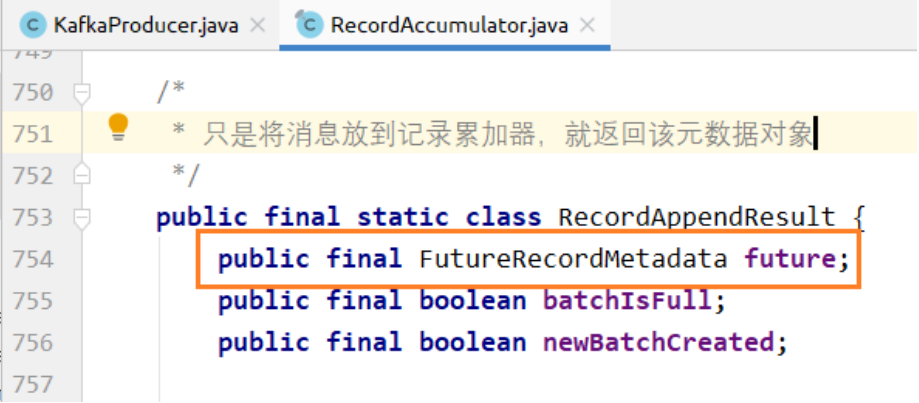 C KafkaProducer.java × C RecordAccumulator.java ×
749
750 /*
751 * 只是将消息放到记录累加器，就返回该元数据对象
752 */
753 public final static class RecordAppendResult {
754 public final FutureRecordMetadata future;
755 public final boolean batchIsFull;
756 public final boolean newBatchCreated;
757